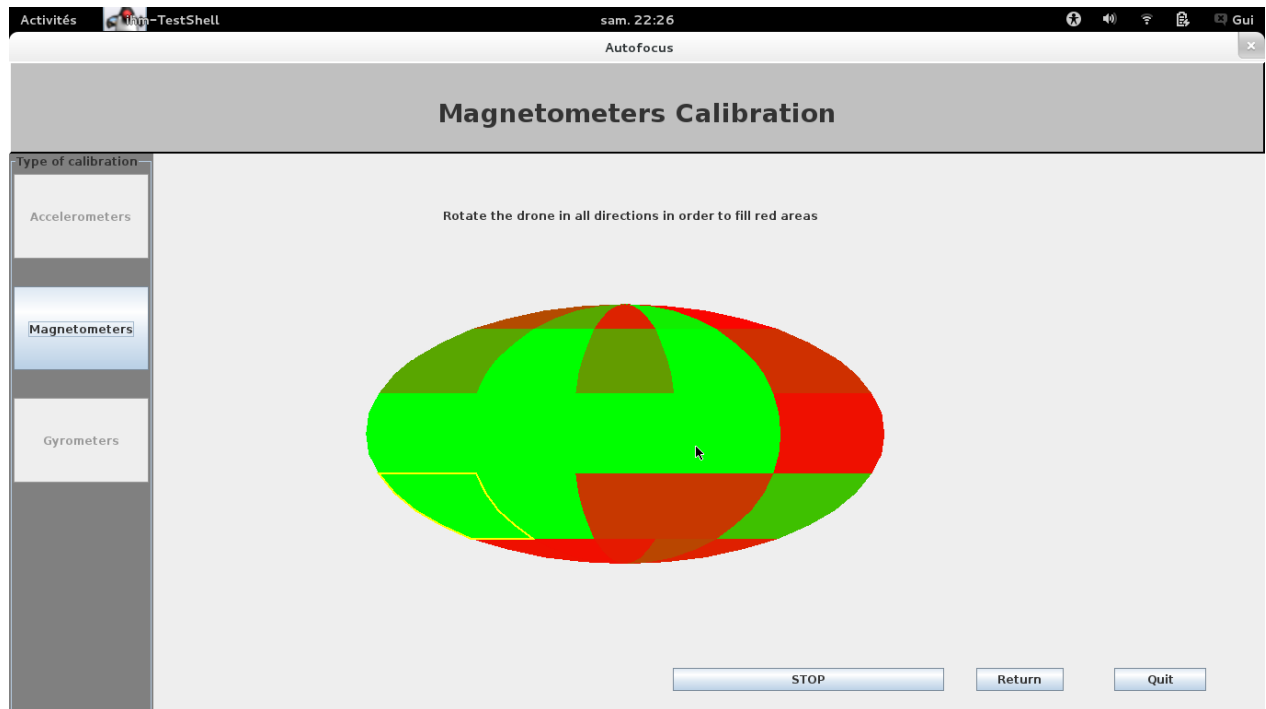 Activités ihm-TestShell sam. 22:26 Gui
Autofocus
Magnetometers Calibration
Type of calibration
Accelerometers
Magnetometers
Gyrometers
Rotate the drone in all directions in order to fill red areas
STOP Return Quit